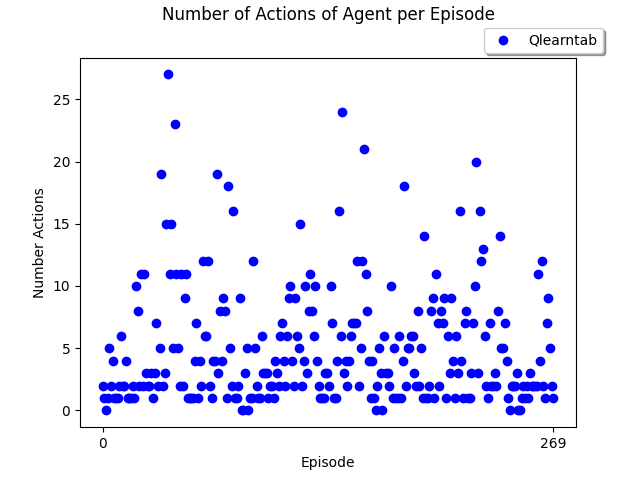 Number of Actions of Agent per Episode
Qlearntab
25
20
15
10
5
0
Number Actions
0 269
Episode